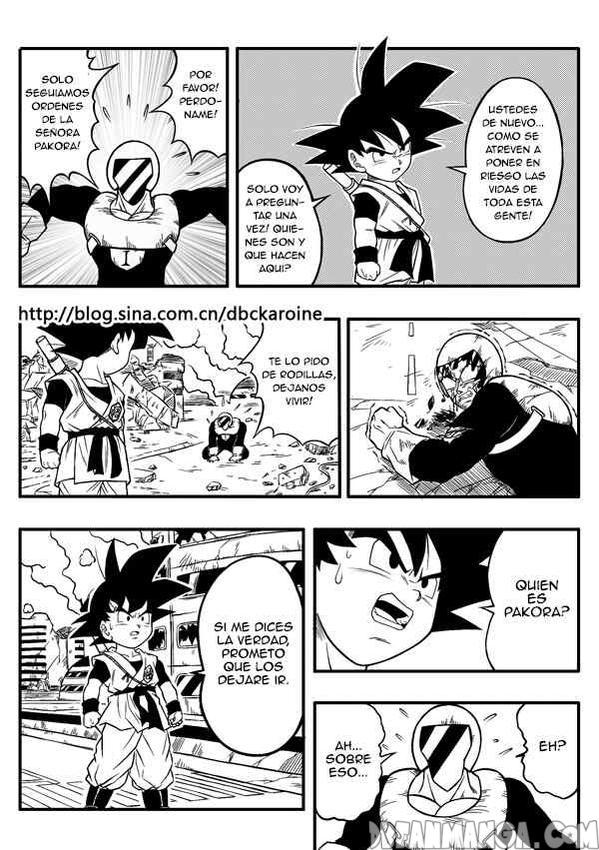 USTEDES
DE NUEVO...
COMO SE
ATREVEN
A PONER
EN RIESGO
LAS VIDAS
DE TODA
ESTA GENTE!
SOLO VOY
A PREGUN-
TAR UNA
VEZ! QUIE-
NES SON Y
QUE HACEN
AQUI?
POR
FAVOR!
PERDO-
NAME!
SOLO
SEGUIAMOS
ORDENES
DE LA
SEÑORA
PAKORA!
http://blog.sina.com.cn/dbckaroine
TE LO PIDO
DE RODILLAS,
DEJANOS
VIVIR!
QUIEN
ES
PAKORA?
EH?
AH...
SOBRE
ESO...
SI ME DICES
LA VERDAD,
PROMETO
QUE LOS
DEJARE IR.